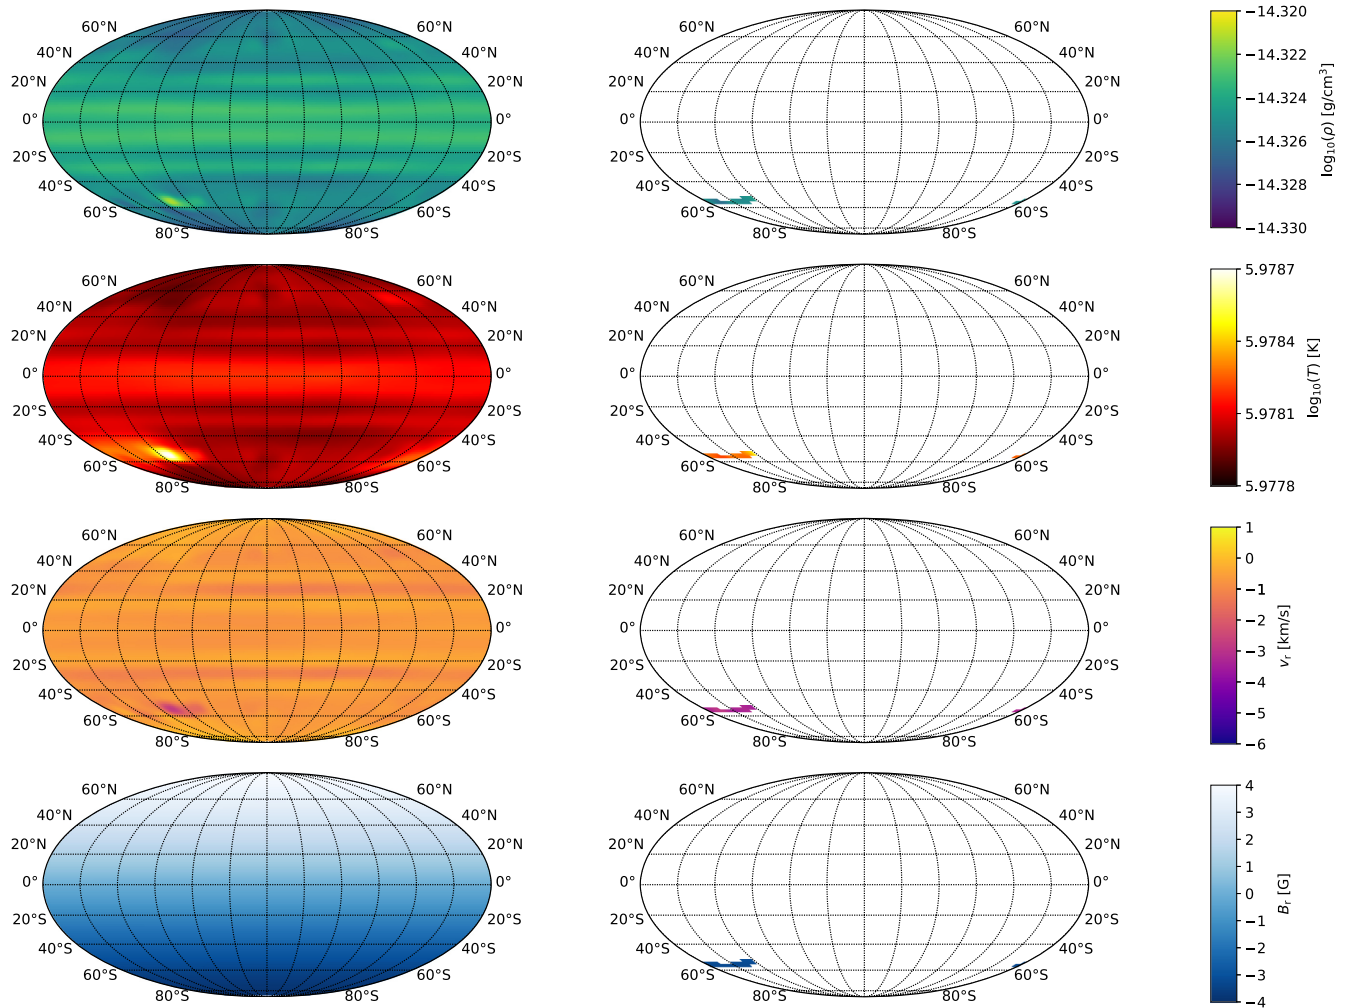 60°N 60°N 60°N 60°N −14.320
40°N 40°N 40°N 40°N −14.322
20°N 20°N 20°N 20°N −14.324
0° 0° 0° 0° −14.326
20°S 20°S 20°S 20°S −14.328
40°S 40°S 40°S 40°S −14.330
60°S 60°S 60°S 60°S
80°S 80°S 80°S 80°S
log₁₀(ρ) [g/cm³]
60°N 60°N 60°N 60°N 5.9787
40°N 40°N 40°N 40°N 5.9784
20°N 20°N 20°N 20°N 5.9781
0° 0° 0° 0° 5.9778
20°S 20°S 20°S 20°S
40°S 40°S 40°S 40°S
60°S 60°S 60°S 60°S
80°S 80°S 80°S 80°S
log₁₀(T) [K]
60°N 60°N 60°N 60°N 1
40°N 40°N 40°N 40°N 0
20°N 20°N 20°N 20°N −1
0° 0° 0° 0° −2
20°S 20°S 20°S 20°S −3
40°S 40°S 40°S 40°S −4
60°S 60°S 60°S 60°S −5
80°S 80°S 80°S 80°S −6
vᵣ [km/s]
60°N 60°N 60°N 60°N 4
40°N 40°N 40°N 40°N 3
20°N 20°N 20°N 20°N 2
0° 0° 0° 0° 1
20°S 20°S 20°S 20°S 0
40°S 40°S 40°S 40°S −1
60°S 60°S 60°S 60°S −2
80°S 80°S 80°S 80°S −3
−4
Bᵣ [G]